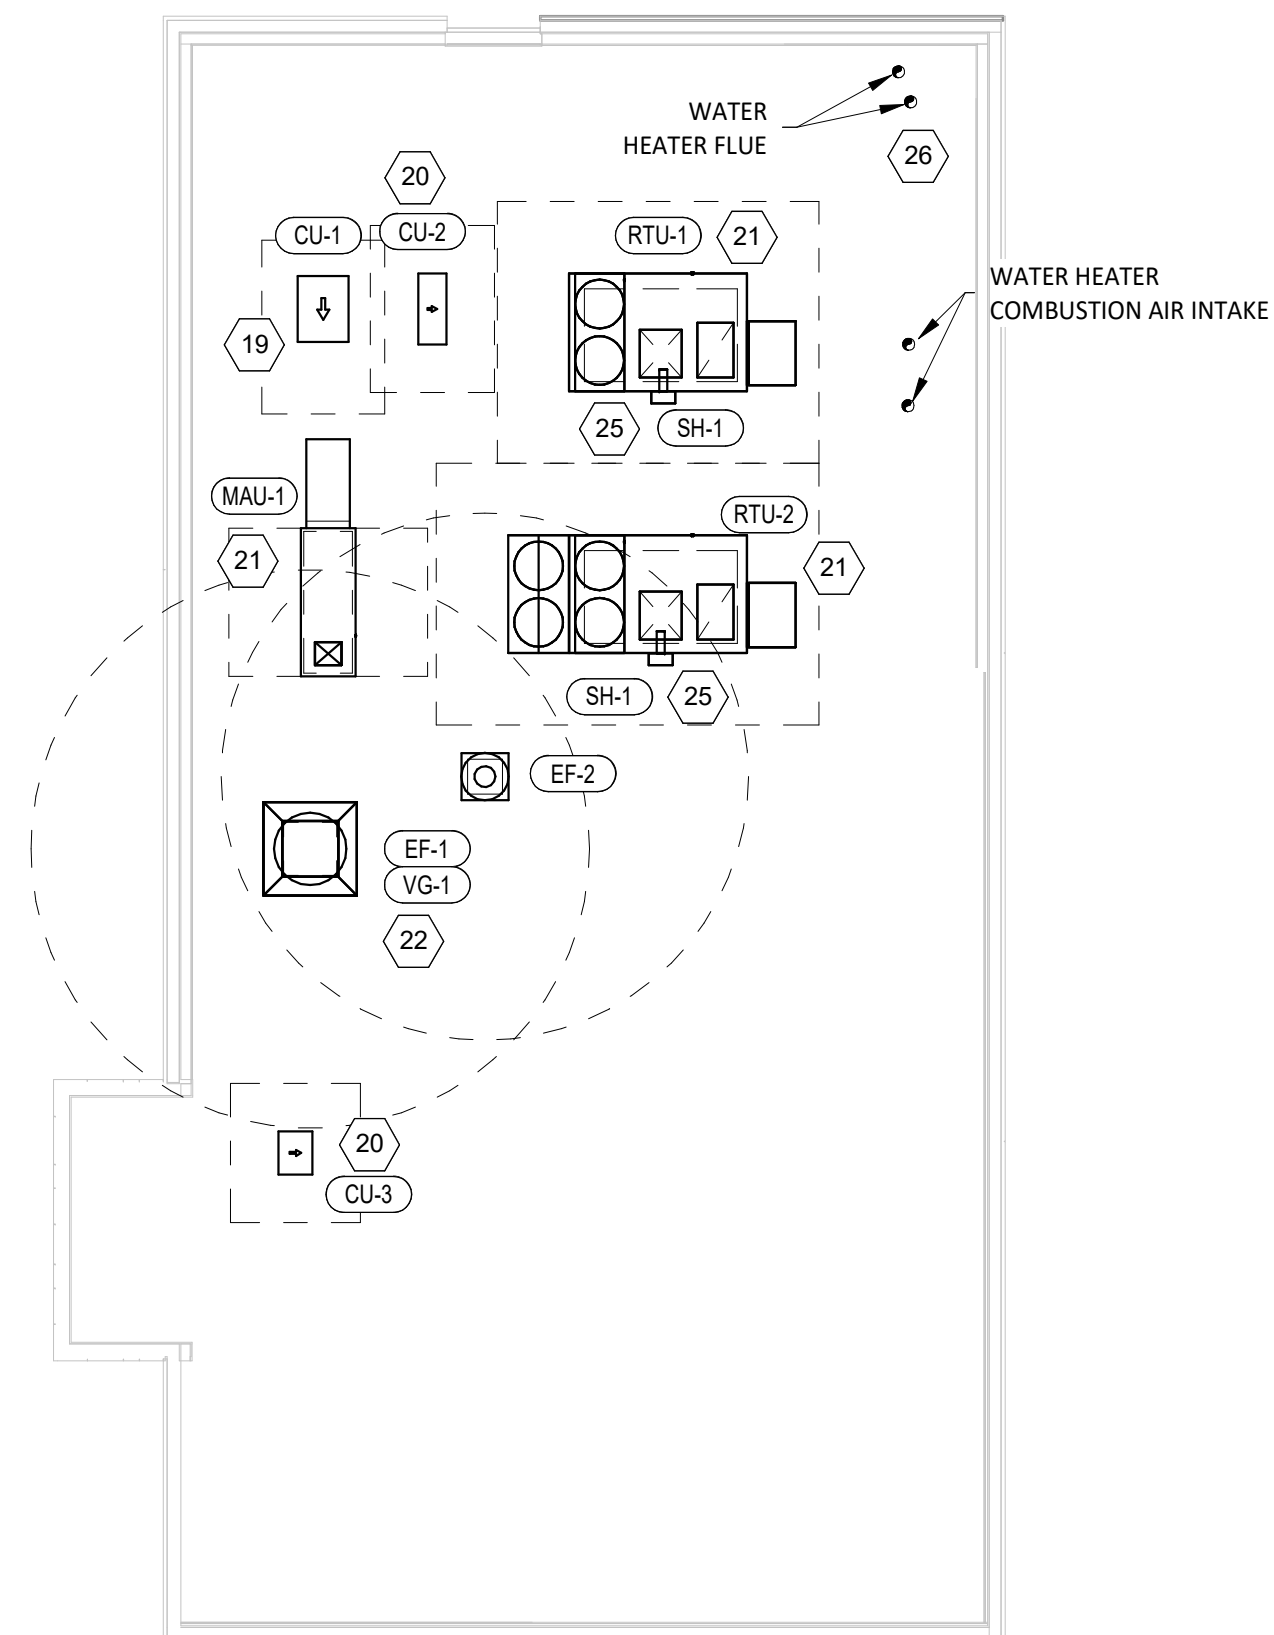 WATER
HEATER FLUE
26
20
CU-1
CU-2
RTU-1
21
WATER HEATER
COMBUSTION AIR INTAKE
19
25
SH-1
MAU-1
RTU-2
21
21
SH-1
25
EF-2
EF-1
VG-1
22
20
CU-3